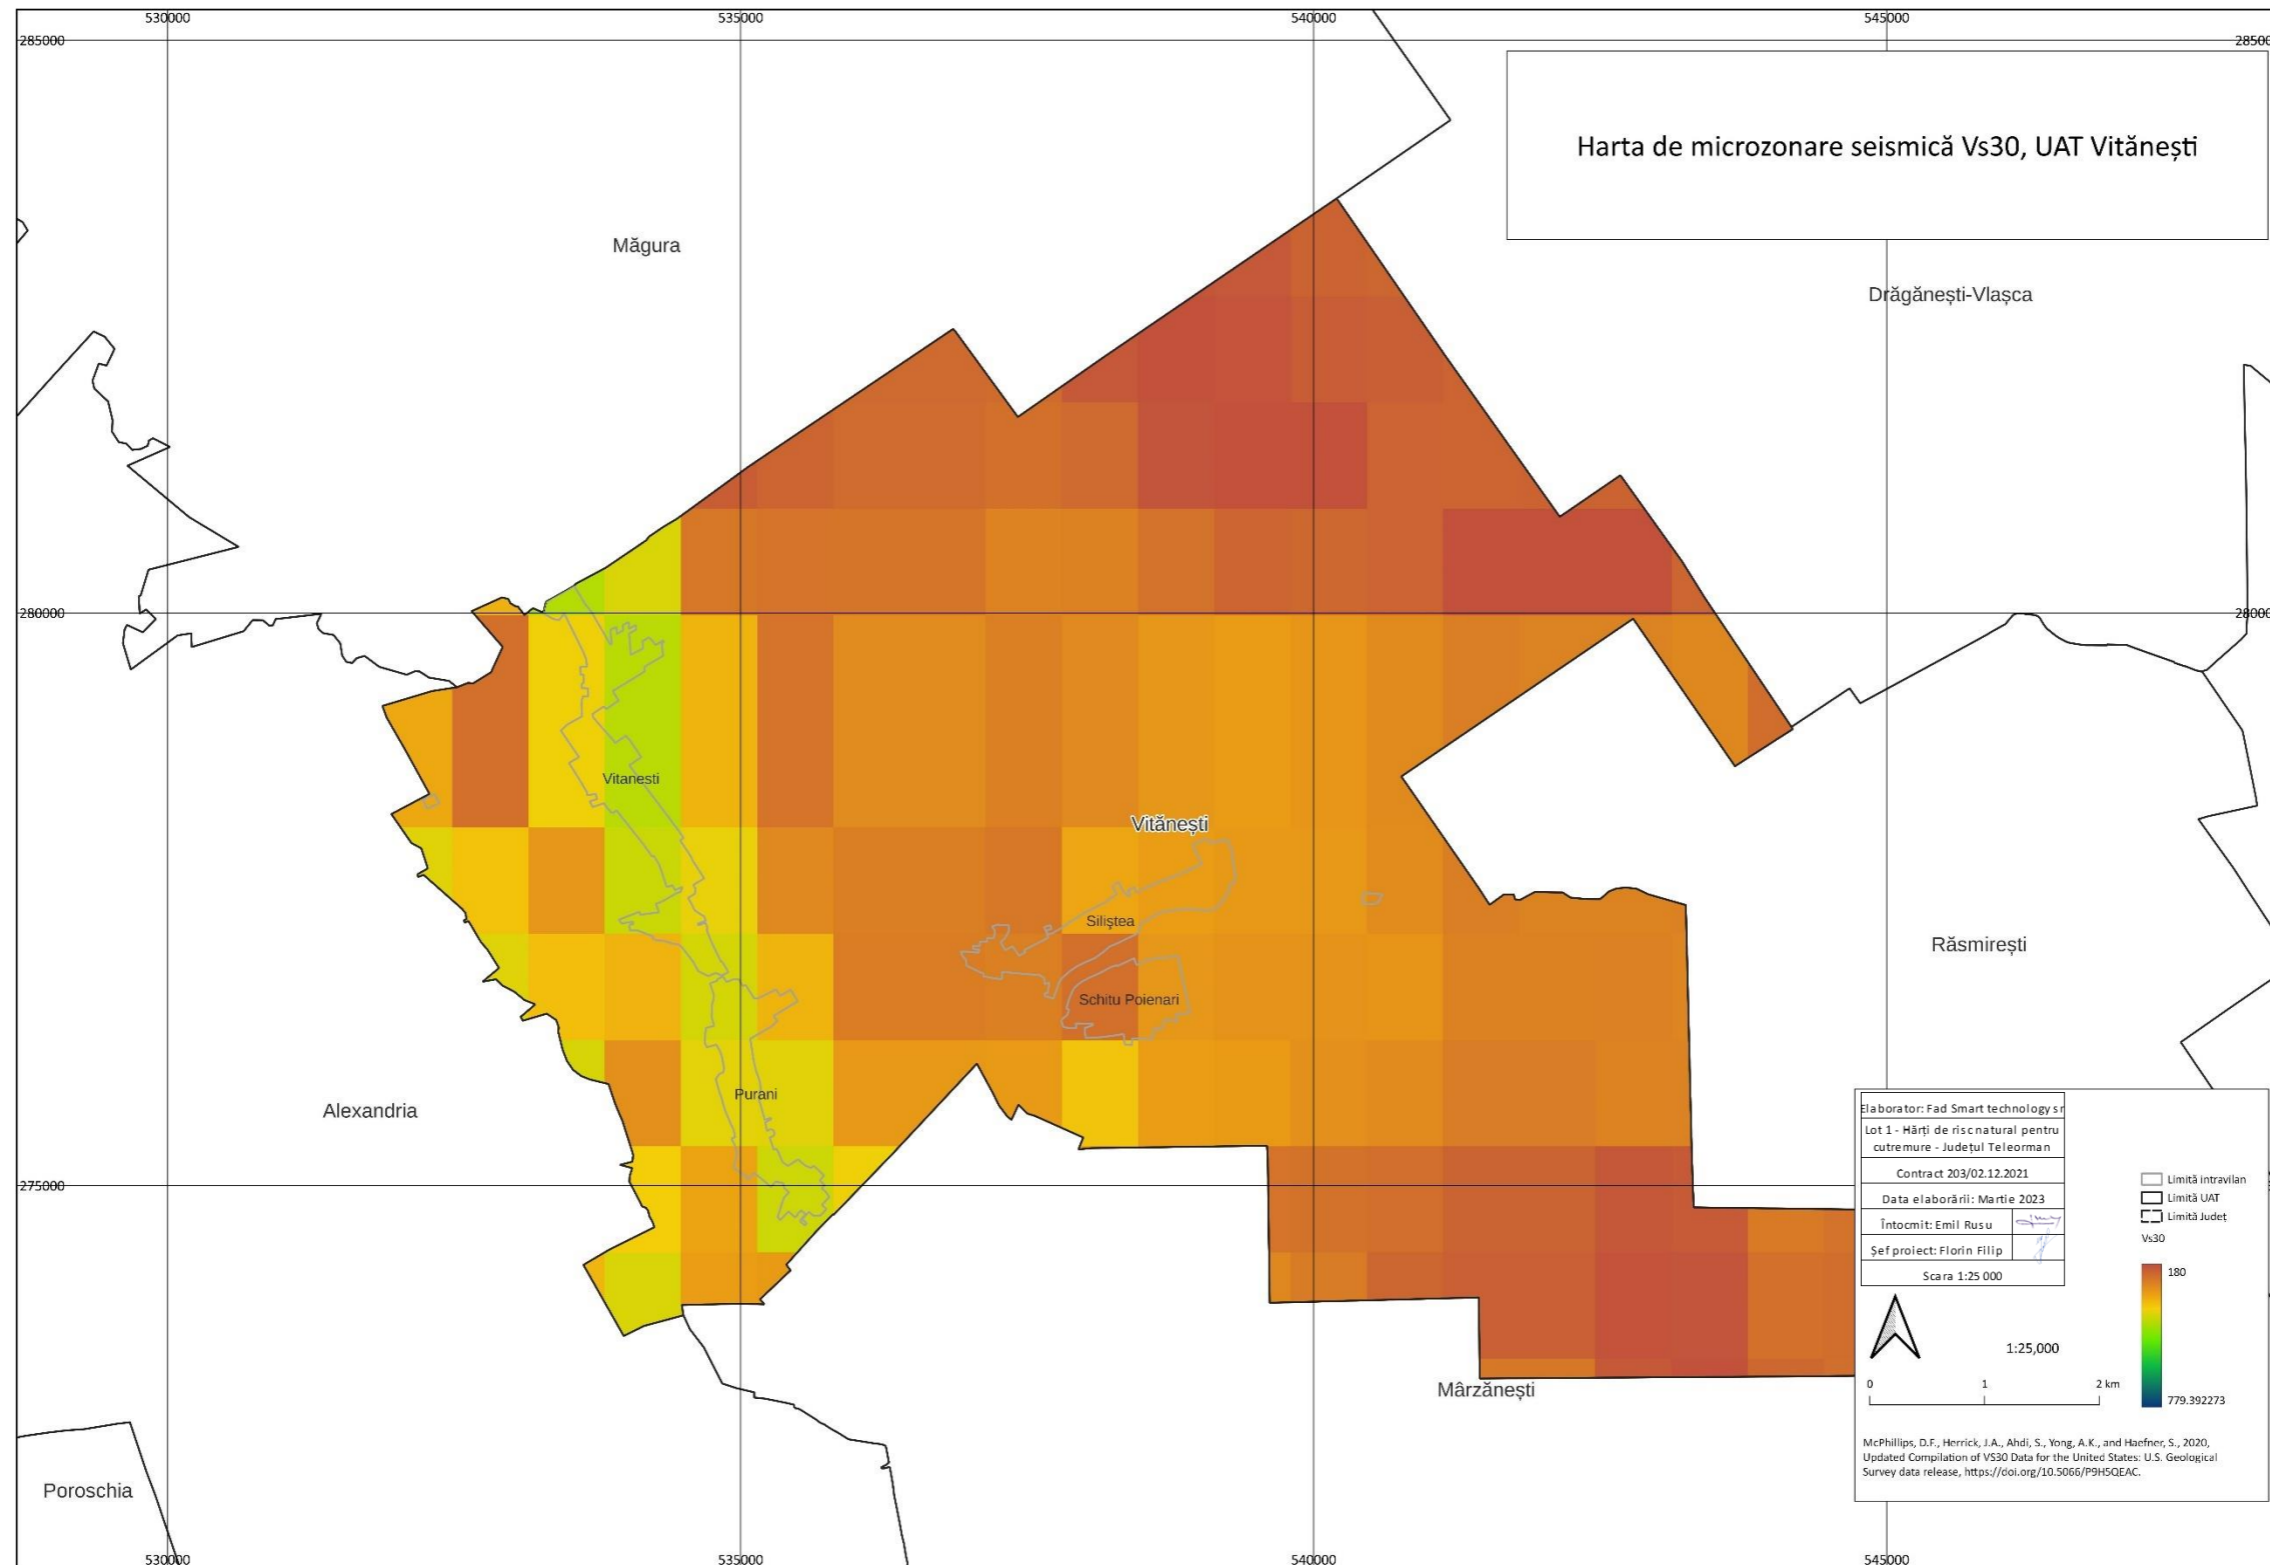 530000
535000
540000
545000
285000
28500
Harta de microzonare seismică Vs30, UAT Vitănești
Măgura
Drăgănești-Vlașca
280000
28000
Vitanesti
Vitănești
Siliștea
Răsmirești
Schitu Poienari
Purani
Alexandria
275000
Mârzănești
Poroschia
Elaborator: Fad Smart technology sr
Lot 1 - Hărți de risc natural pentru
cutremure - Județul Teleorman
Contract 203/02.12.2021
Data elaborării: Martie 2023
Întocmit: Emil Rusu
Șef proiect: Florin Filip
Scara 1:25 000
Limită intravilan
Limită UAT
Limită Județ
Vs30
180
779.392273
1:25,000
0 1 2 km
McPhillips, D.F., Herrick, J.A., Ahdi, S., Yong, A.K., and Haefner, S., 2020,
Updated Compilation of VS30 Data for the United States: U.S. Geological
Survey data release, https://doi.org/10.5066/P9H5QEAC.
530000
535000
540000
545000